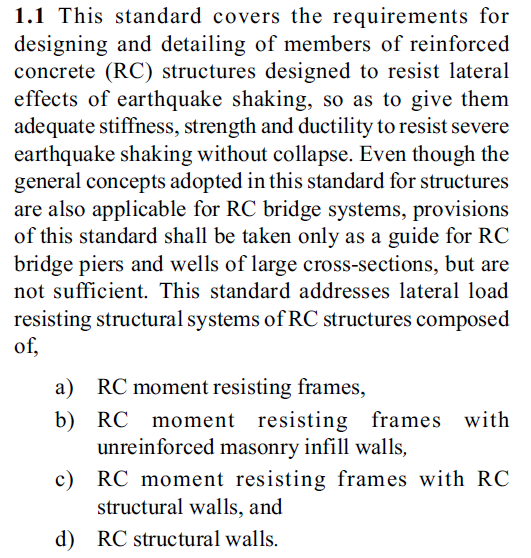 1.1 This standard covers the requirements for
designing and detailing of members of reinforced
concrete (RC) structures designed to resist lateral
effects of earthquake shaking, so as to give them
adequate stiffness, strength and ductility to resist severe
earthquake shaking without collapse. Even though the
general concepts adopted in this standard for structures
are also applicable for RC bridge systems, provisions
of this standard shall be taken only as a guide for RC
bridge piers and wells of large cross-sections, but are
not sufficient. This standard addresses lateral load
resisting structural systems of RC structures composed
of,
a) RC moment resisting frames,
b) RC moment resisting frames with
unreinforced masonry infill walls,
c) RC moment resisting frames with RC
structural walls, and
d) RC structural walls.